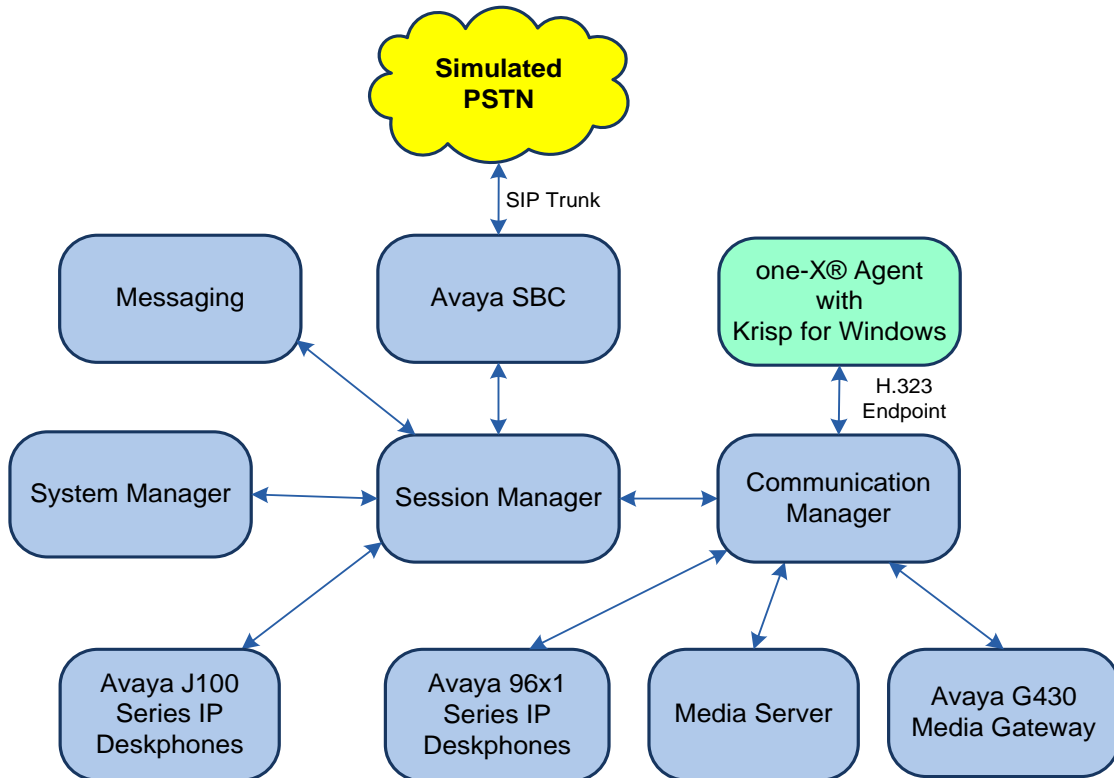 Simulated
PSTN
SIP Trunk
Messaging
Avaya SBC
one-X® Agent
with
Krisp for Windows
H.323
Endpoint
System Manager
Session Manager
Communication
Manager
Avaya J100
Series IP
Deskphones
Avaya 96x1
Series IP
Deskphones
Media Server
Avaya G430
Media Gateway